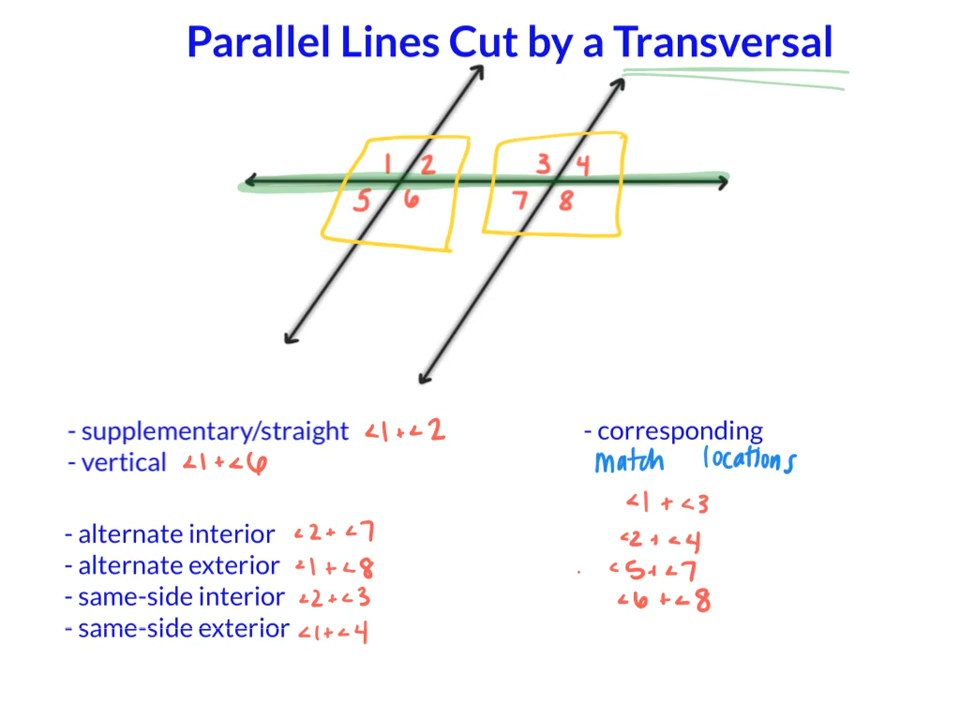 Parallel Lines Cut by a Transversal
1 2 3 4
5 6 7 8
- supplementary/straight ∠1 + ∠2
- vertical ∠1 + ∠6
- alternate interior ∠2 + ∠7
- alternate exterior ∠1 + ∠8
- same-side interior ∠2 + ∠3
- same-side exterior ∠1 + ∠4
- corresponding
match locations
∠1 + ∠3
∠2 + ∠4
∠5 + ∠7
∠6 + ∠8